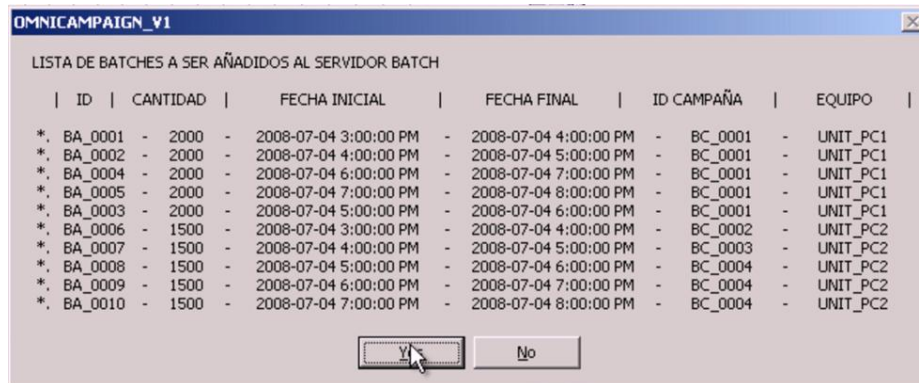 OMNICAMPAIGN_V1
LISTA DE BATCHES A SER AÑADIDOS AL SERVIDOR BATCH
| ID | CANTIDAD | FECHA INICIAL | FECHA FINAL | ID CAMPAÑA | EQUIPO |
*. BA_0001 - 2000 - 2008-07-04 3:00:00 PM - 2008-07-04 4:00:00 PM - BC_0001 - UNIT_PC1
*. BA_0002 - 2000 - 2008-07-04 4:00:00 PM - 2008-07-04 5:00:00 PM - BC_0001 - UNIT_PC1
*. BA_0004 - 2000 - 2008-07-04 6:00:00 PM - 2008-07-04 7:00:00 PM - BC_0001 - UNIT_PC1
*. BA_0005 - 2000 - 2008-07-04 7:00:00 PM - 2008-07-04 8:00:00 PM - BC_0001 - UNIT_PC1
*. BA_0003 - 2000 - 2008-07-04 5:00:00 PM - 2008-07-04 6:00:00 PM - BC_0001 - UNIT_PC1
*. BA_0006 - 1500 - 2008-07-04 3:00:00 PM - 2008-07-04 4:00:00 PM - BC_0002 - UNIT_PC2
*. BA_0007 - 1500 - 2008-07-04 4:00:00 PM - 2008-07-04 5:00:00 PM - BC_0003 - UNIT_PC2
*. BA_0008 - 1500 - 2008-07-04 5:00:00 PM - 2008-07-04 6:00:00 PM - BC_0004 - UNIT_PC2
*. BA_0009 - 1500 - 2008-07-04 6:00:00 PM - 2008-07-04 7:00:00 PM - BC_0004 - UNIT_PC2
*. BA_0010 - 1500 - 2008-07-04 7:00:00 PM - 2008-07-04 8:00:00 PM - BC_0004 - UNIT_PC2
Yes No